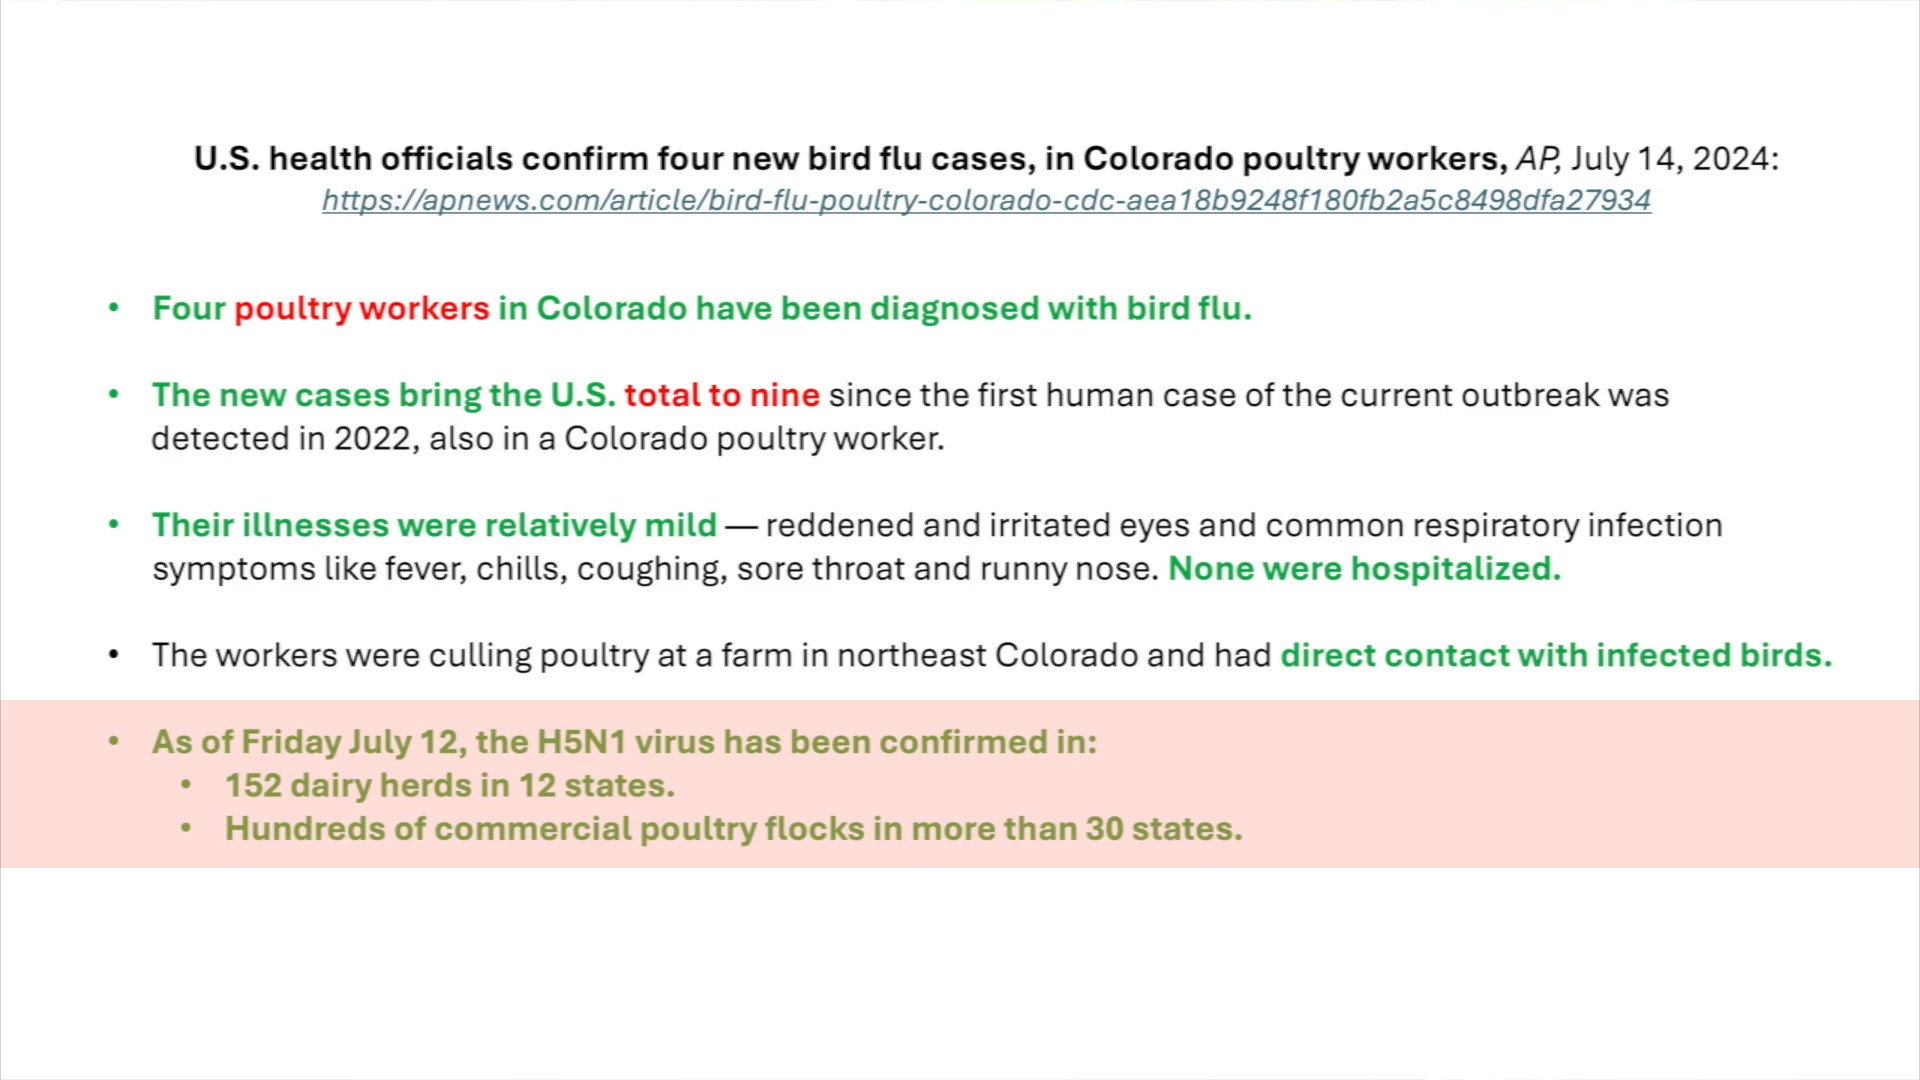 U.S. health officials confirm four new bird flu cases, in Colorado poultry workers, AP, July 14, 2024:
https://apnews.com/article/bird-flu-poultry-colorado-cdc-aea18b9248f180fb2a5c8498dfa27934
• Four poultry workers in Colorado have been diagnosed with bird flu.
• The new cases bring the U.S. total to nine since the first human case of the current outbreak was
detected in 2022, also in a Colorado poultry worker.
• Their illnesses were relatively mild — reddened and irritated eyes and common respiratory infection
symptoms like fever, chills, coughing, sore throat and runny nose. None were hospitalized.
• The workers were culling poultry at a farm in northeast Colorado and had direct contact with infected birds.
• As of Friday July 12, the H5N1 virus has been confirmed in:
• 152 dairy herds in 12 states.
• Hundreds of commercial poultry flocks in more than 30 states.